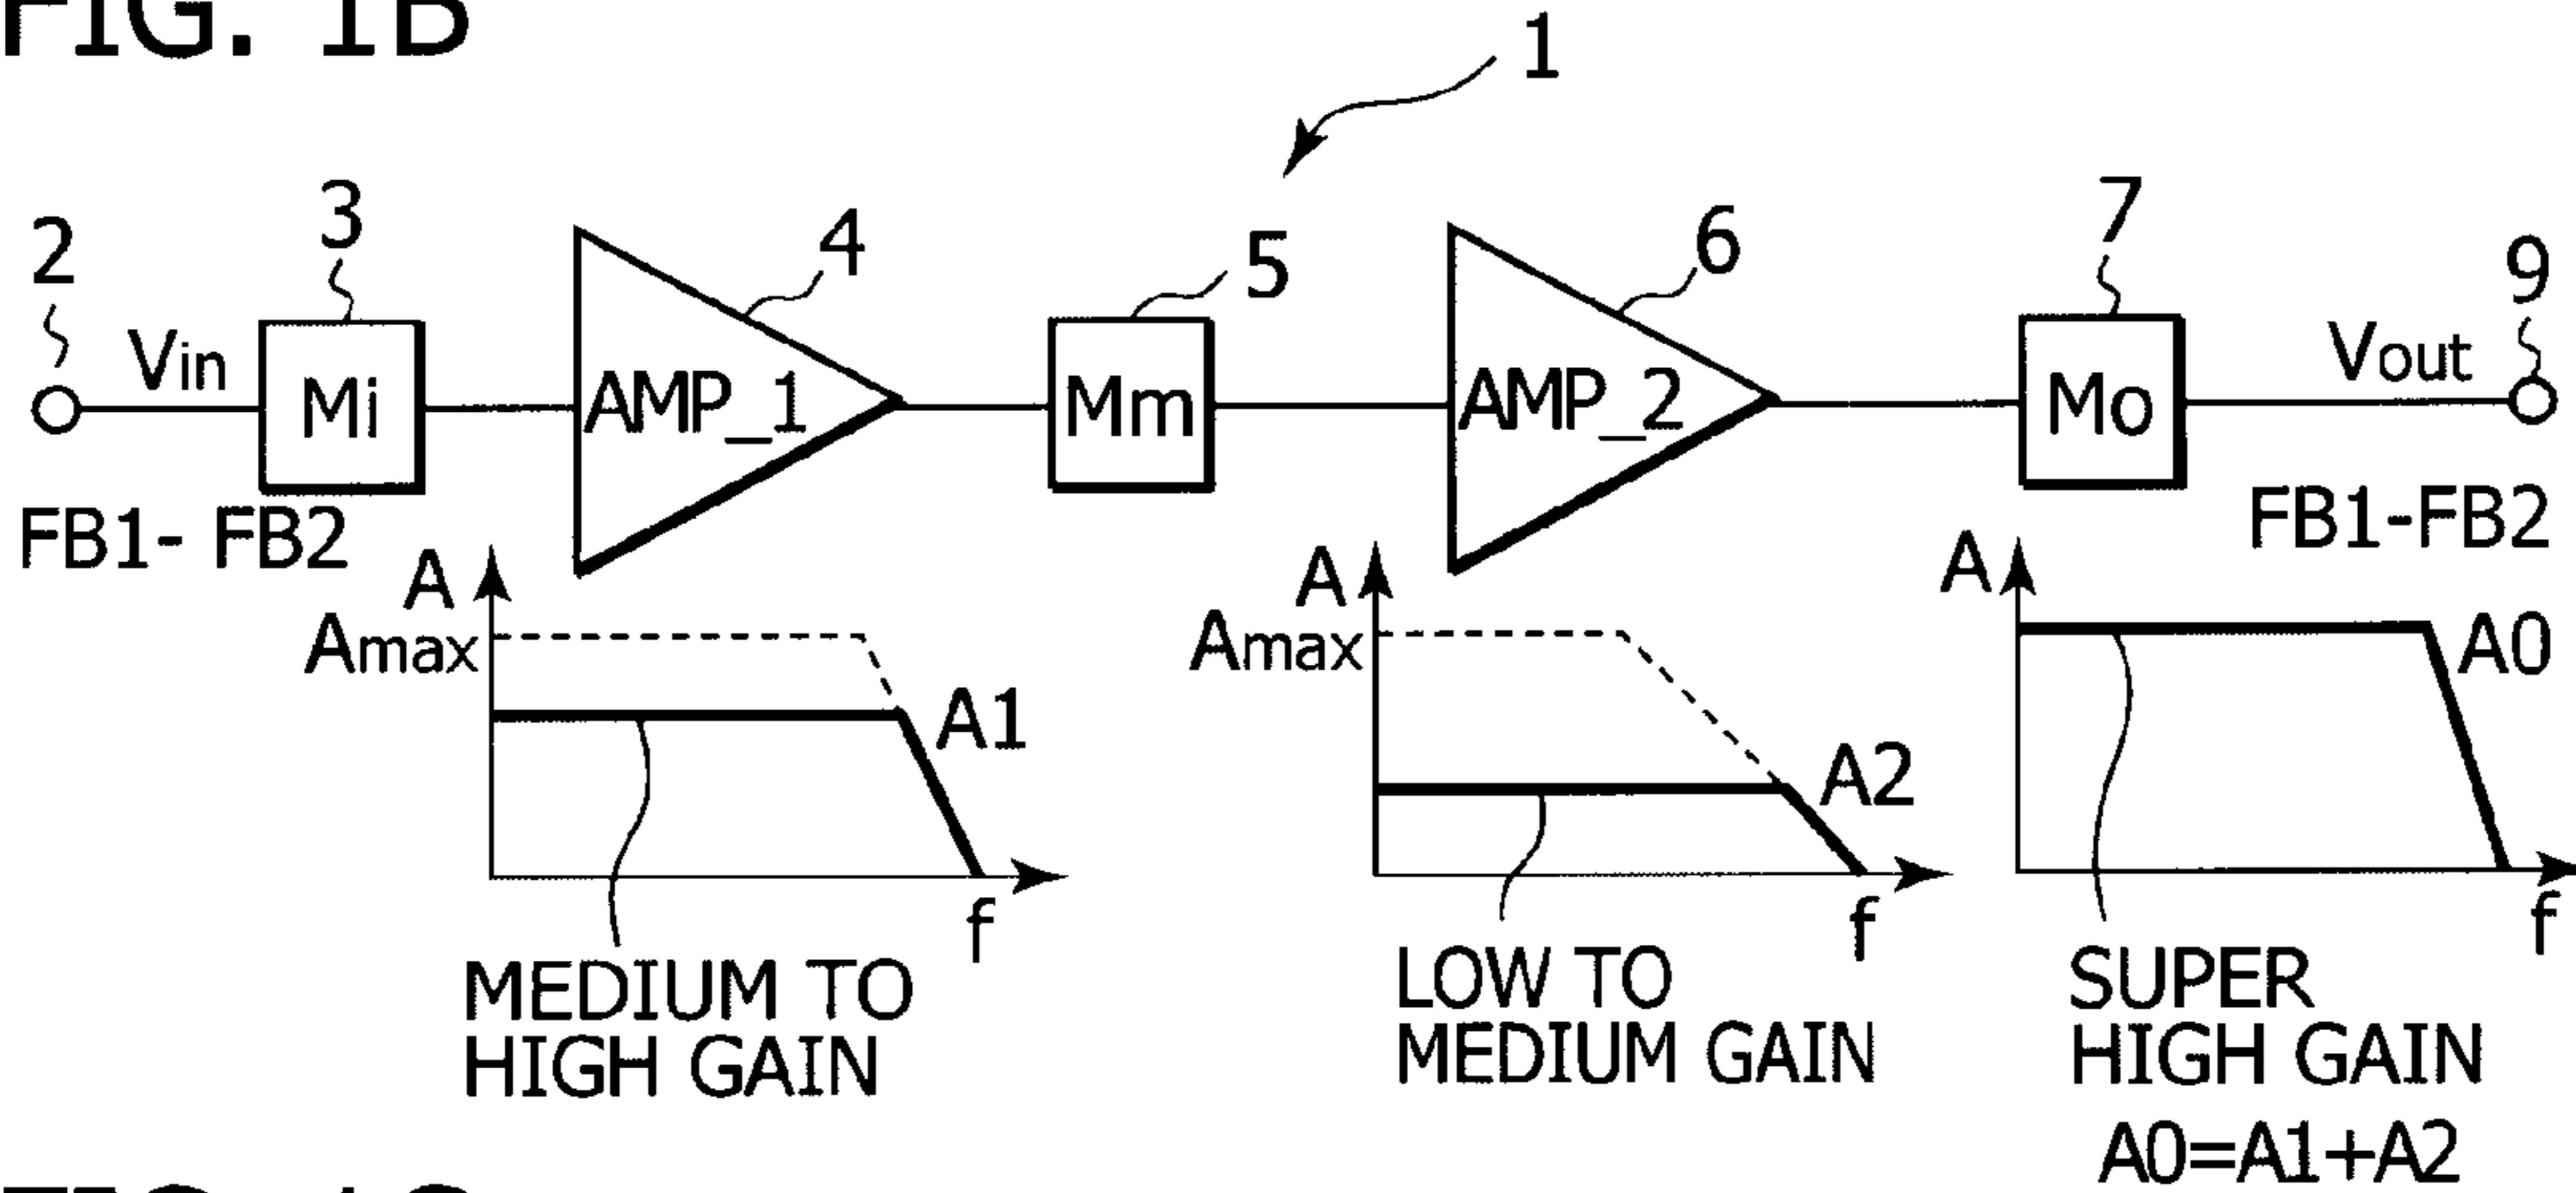 FIG. 1B
1
2
3
4
5
6
7
9
Vin
Mi
AMP_1
Mm
AMP_2
Mo
Vout
FB1- FB2
FB1-FB2
A
Amax
A1
f
MEDIUM TO
HIGH GAIN
A
Amax
A2
f
LOW TO
MEDIUM GAIN
A
A0
f
SUPER
HIGH GAIN
A0=A1+A2